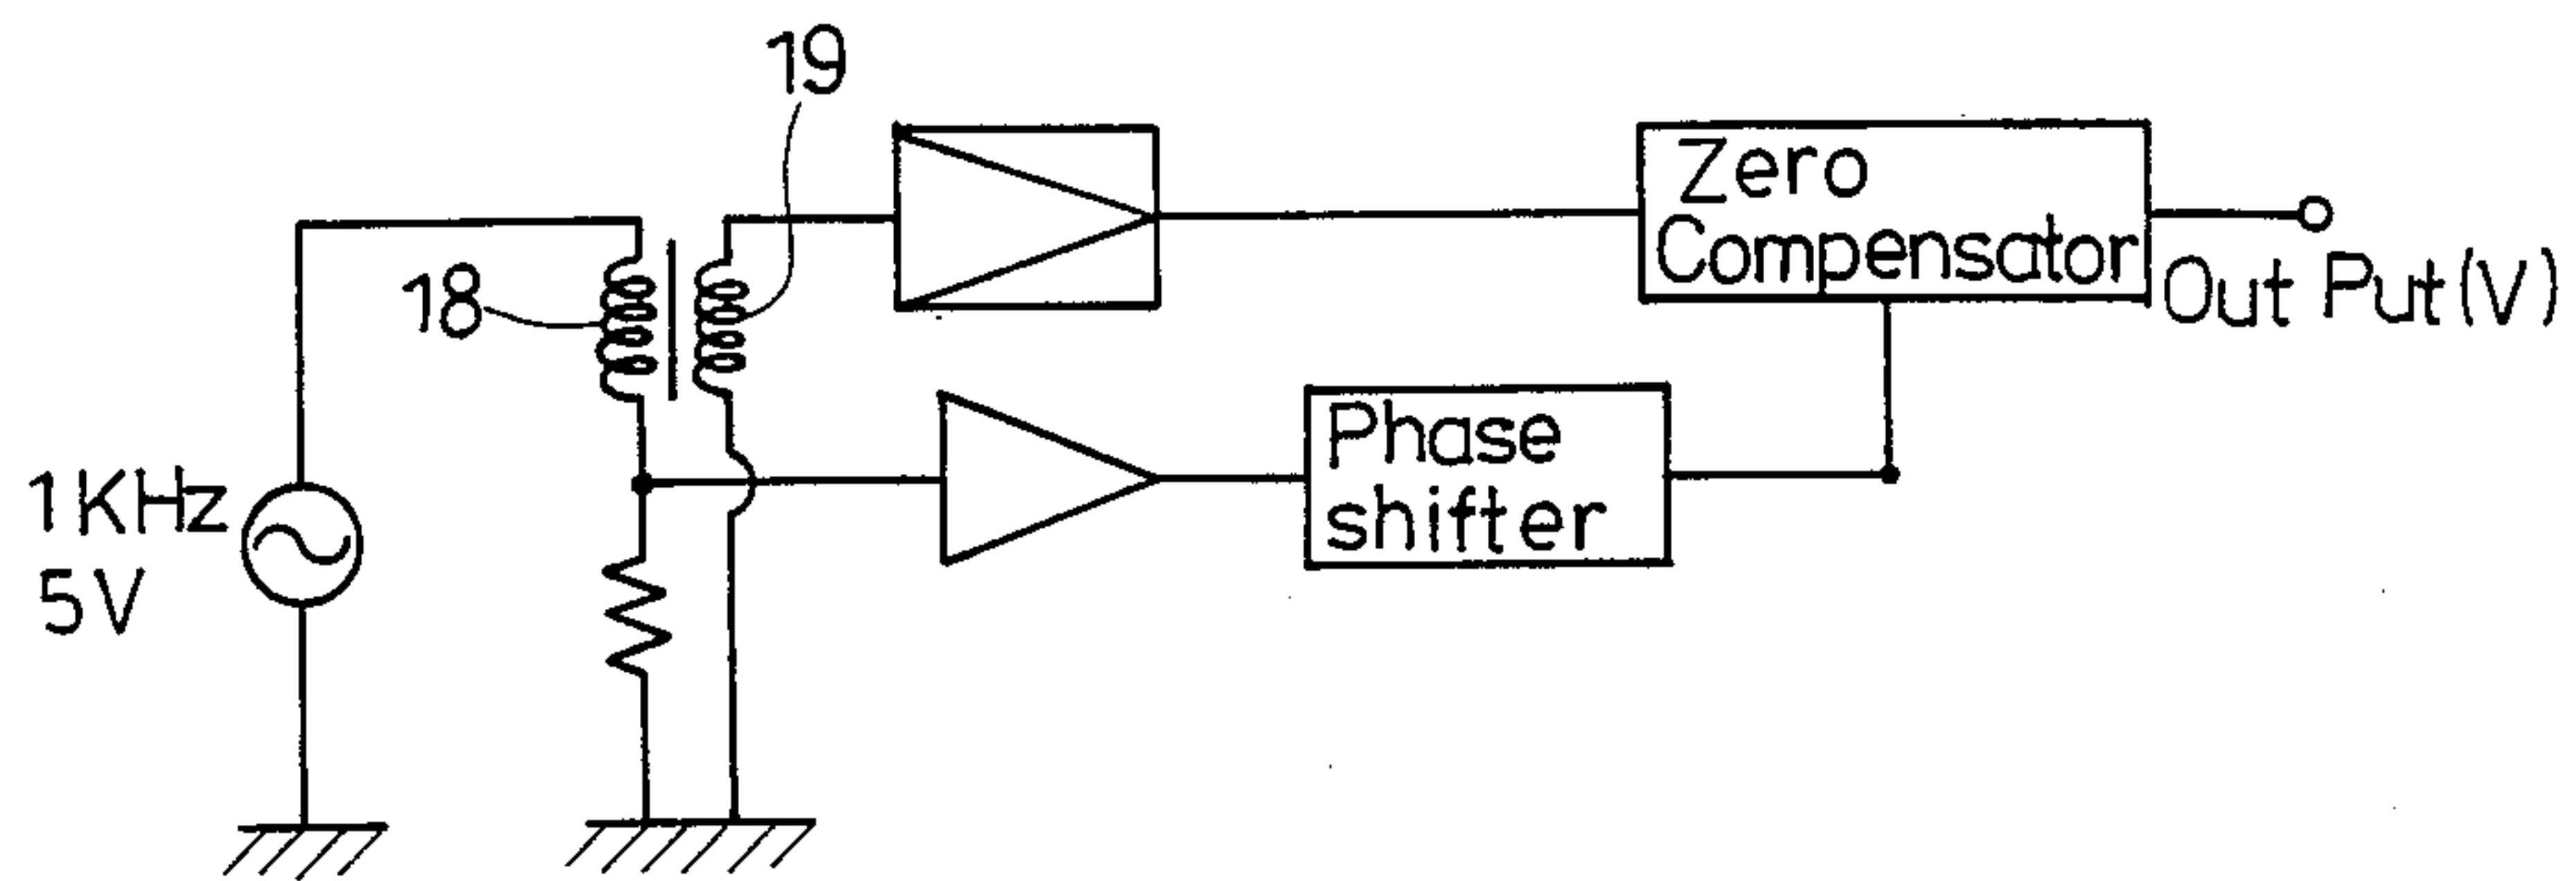 19
18
1KHz
5V
Zero
Compensator
Out Put(V)
Phase
shifter